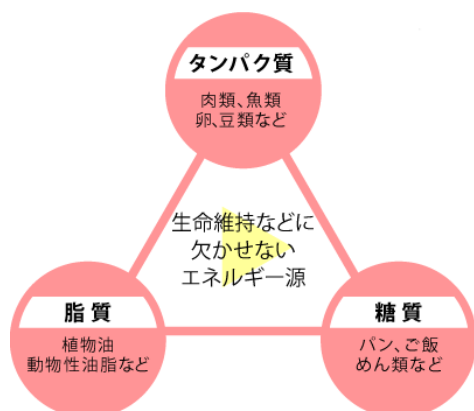 タンパク質
肉類、魚類
卵、豆類など
生命維持などに
欠かせない
エネルギー源
脂質
植物油
動物性油脂など
糖質
パン、ご飯
めん類など